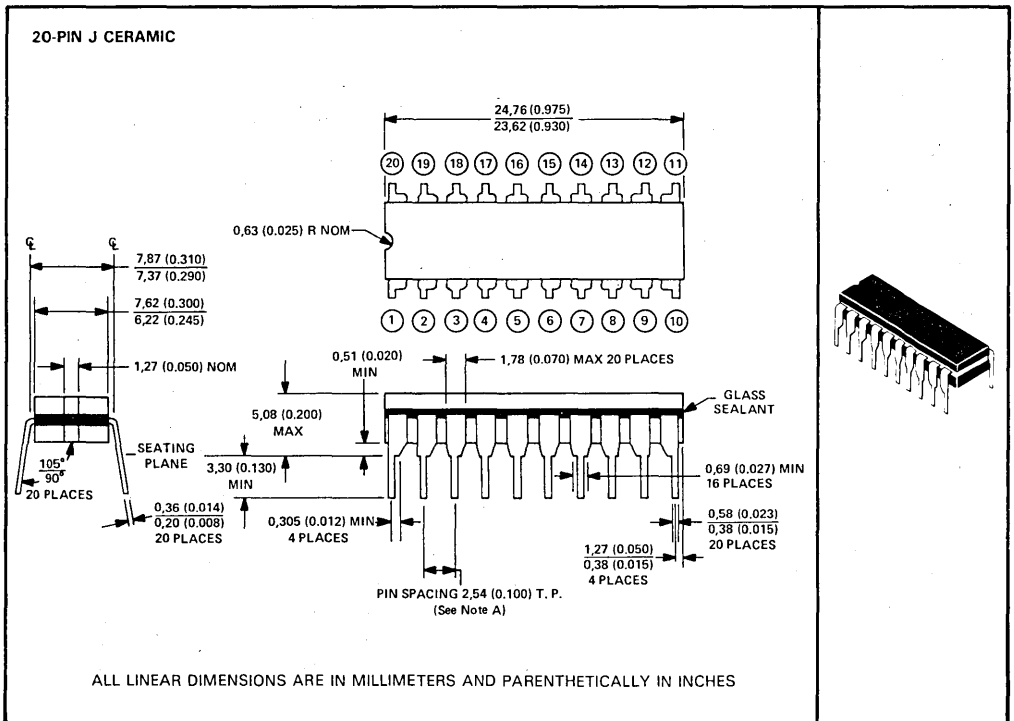 20-PIN J CERAMIC
24,76 (0.975)
23,62 (0.930)
20 19 18 17 16 15 14 13 12 11
0,63 (0.025) R NOM
℄ ℄
7,87 (0.310)
7,37 (0.290)
7,62 (0.300)
6,22 (0.245)
1 2 3 4 5 6 7 8 9 10
1,27 (0.050) NOM
0,51 (0.020)
MIN
1,78 (0.070) MAX 20 PLACES
5,08 (0.200)
MAX
GLASS
SEALANT
SEATING
PLANE
105°
90°
20 PLACES
3,30 (0.130)
MIN
0,69 (0.027) MIN
16 PLACES
0,36 (0.014)
0,20 (0.008)
20 PLACES
0,305 (0.012) MIN
4 PLACES
0,58 (0.023)
0,38 (0.015)
20 PLACES
1,27 (0.050)
0,38 (0.015)
4 PLACES
PIN SPACING 2,54 (0.100) T. P.
(See Note A)
ALL LINEAR DIMENSIONS ARE IN MILLIMETERS AND PARENTHETICALLY IN INCHES